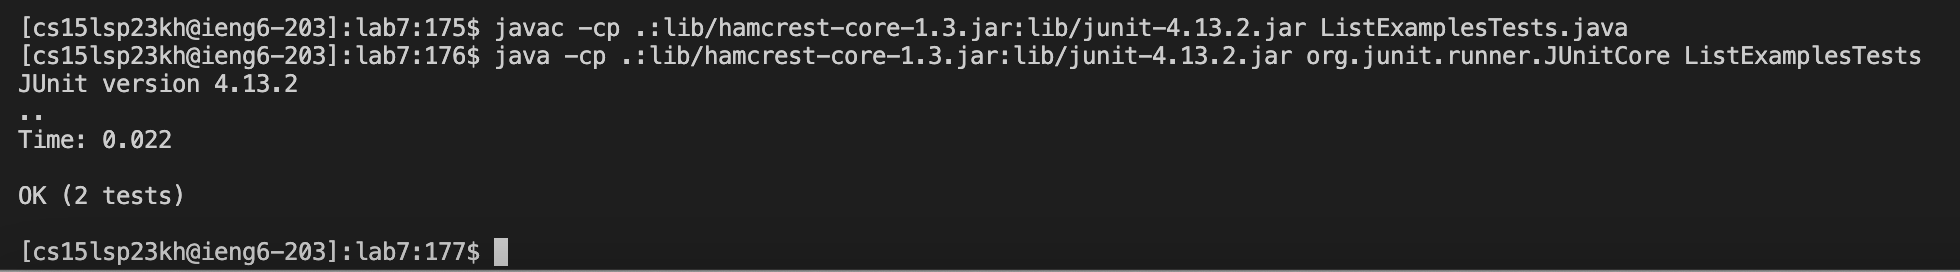 [cs15lsp23kh@ieng6-203]:lab7:175$ javac -cp .:lib/hamcrest-core-1.3.jar:lib/junit-4.13.2.jar ListExamplesTests.java
[cs15lsp23kh@ieng6-203]:lab7:176$ java -cp .:lib/hamcrest-core-1.3.jar:lib/junit-4.13.2.jar org.junit.runner.JUnitCore ListExamplesTests
JUnit version 4.13.2
..
Time: 0.022
OK (2 tests)
[cs15lsp23kh@ieng6-203]:lab7:177$